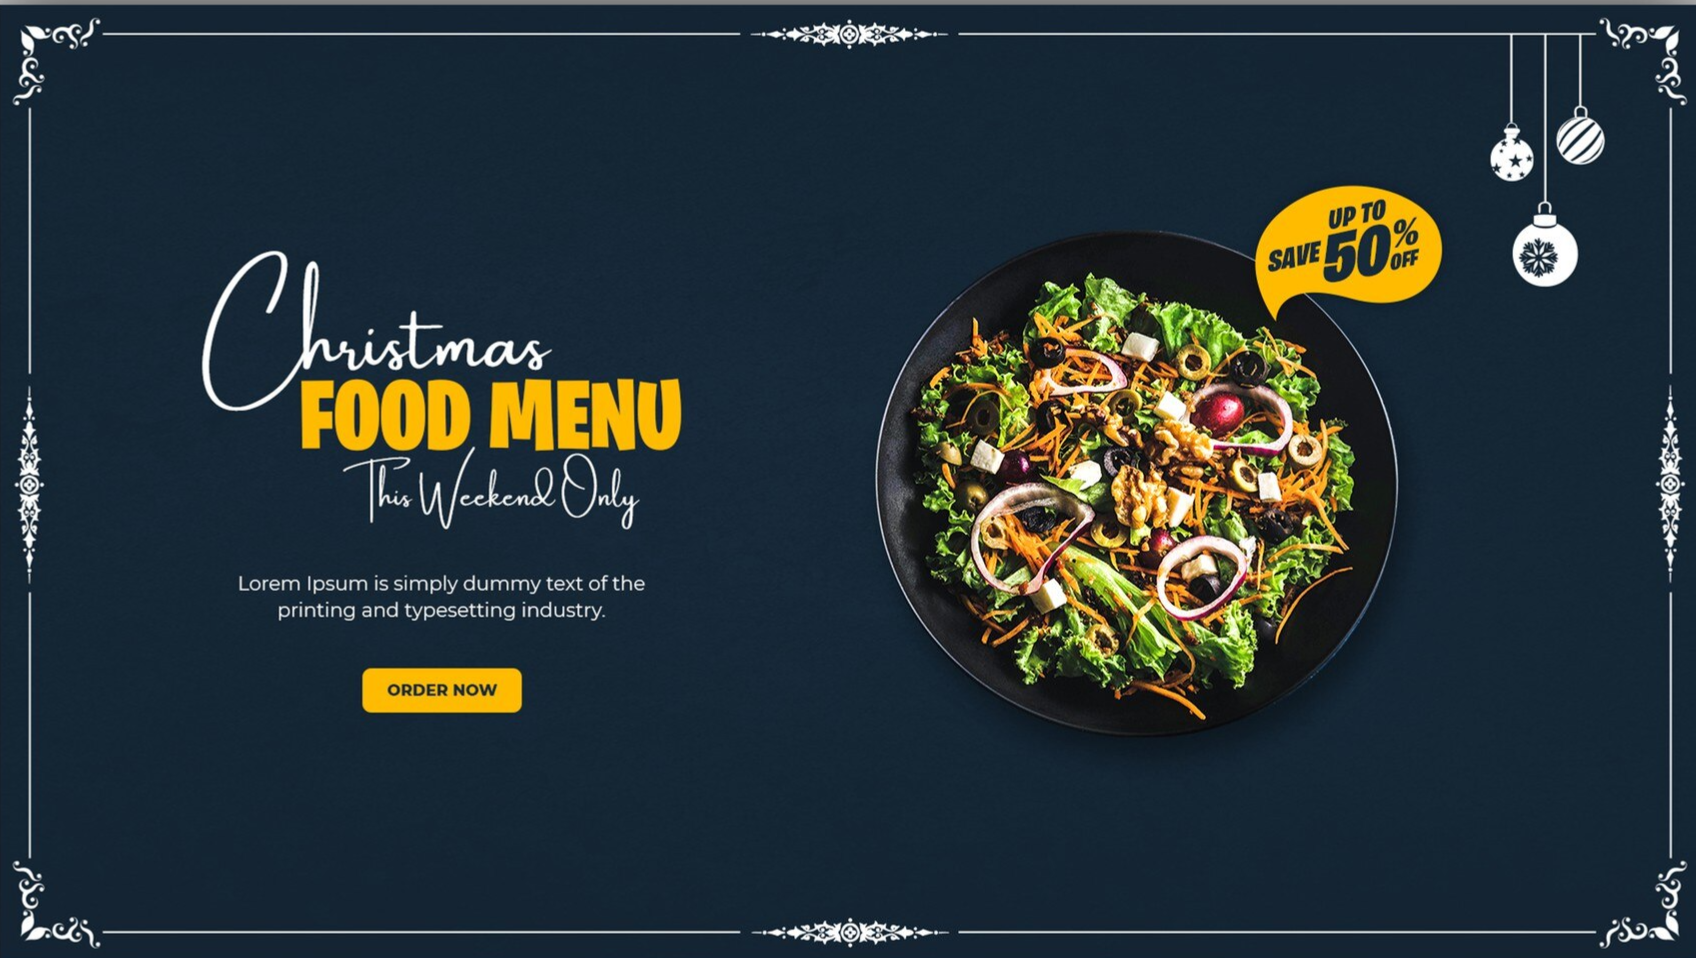 Christmas
FOOD MENU
This Weekend Only
Lorem Ipsum is simply dummy text of the
printing and typesetting industry.
ORDER NOW
UP TO
SAVE 50% OFF